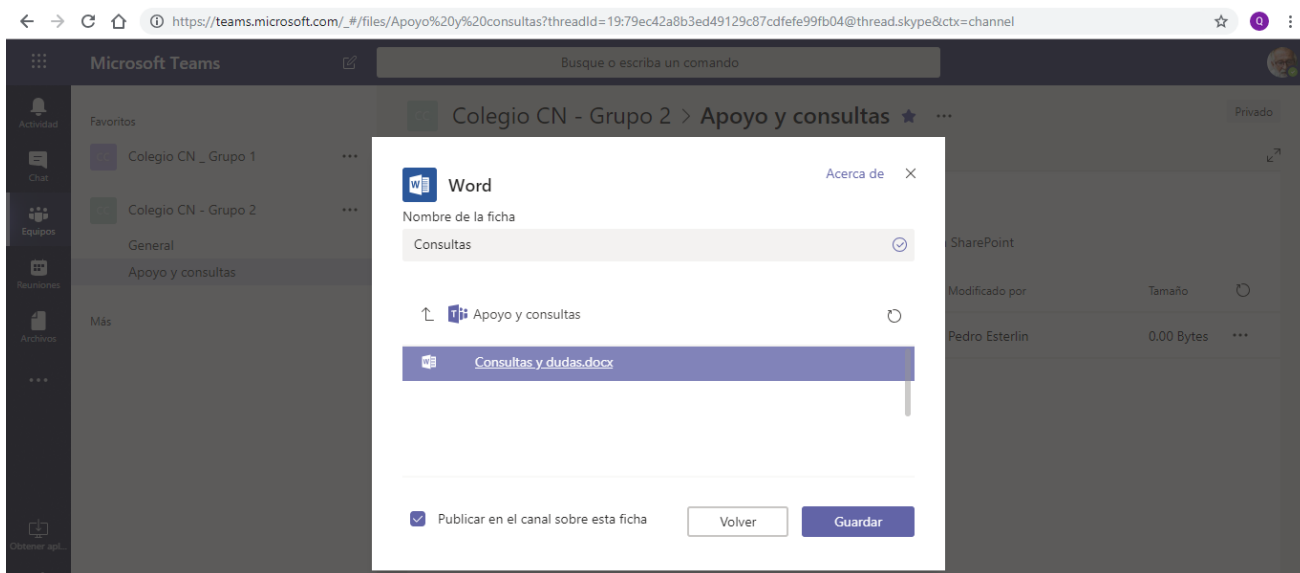 https://teams.microsoft.com/_#/files/Apoyo%20y%20consultas?threadId=19:79ec42a8b3ed49129c87cdfefe99fb04@thread.skype&ctx=channel
Q
Microsoft Teams
Busque o escriba un comando
Actividad
Chat
Equipos
Reuniones
Archivos
Obtener apl...
Favoritos
CC Colegio CN _ Grupo 1
CC Colegio CN - Grupo 2
General
Apoyo y consultas
Más
CC Colegio CN - Grupo 2 > Apoyo y consultas
Privado
SharePoint
Modificado por
Tamaño
Pedro Esterlin
0.00 Bytes
Word
Acerca de
Nombre de la ficha
Consultas
Apoyo y consultas
Consultas y dudas.docx
Publicar en el canal sobre esta ficha
Volver
Guardar